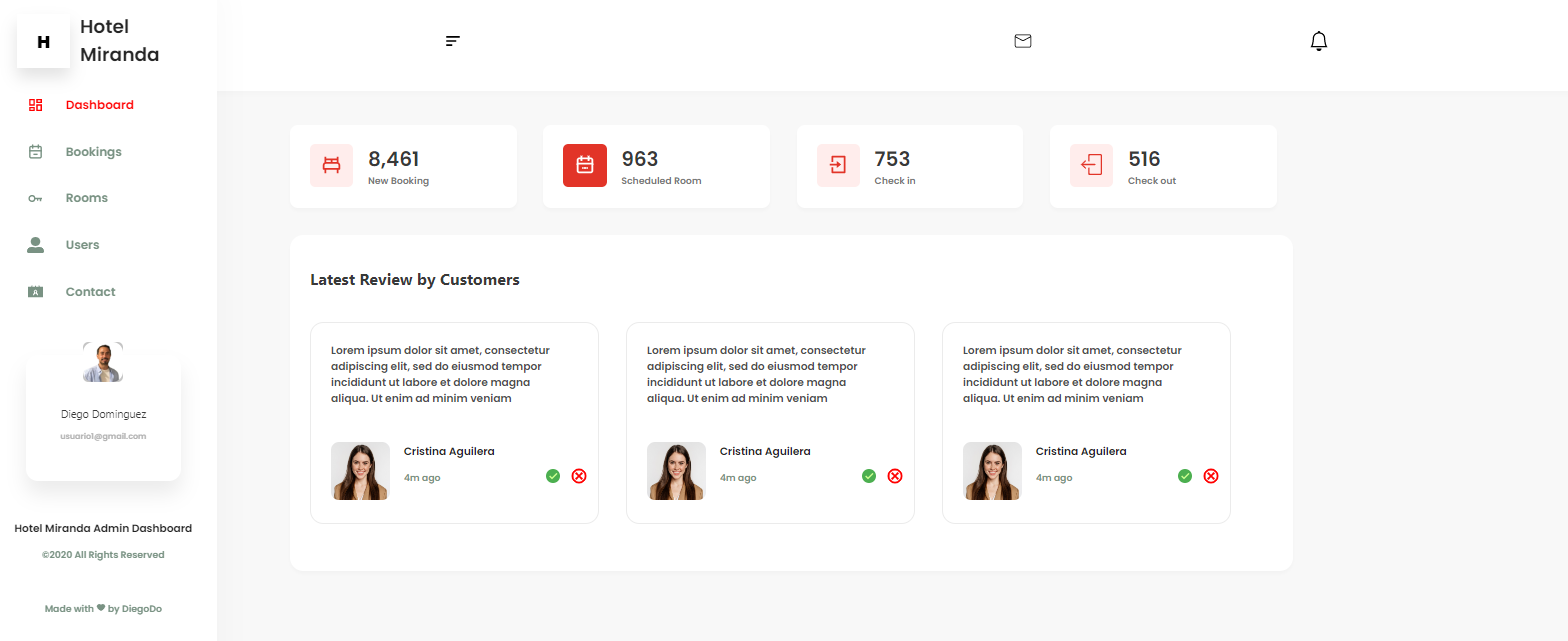 H
Hotel
Miranda
Dashboard
Bookings
Rooms
Users
A
Contact
Diego Dominguez
usuario1@gmail.com
Hotel Miranda Admin Dashboard
©2020 All Rights Reserved
Made with ♥ by DiegoDo
8,461
New Booking
963
Scheduled Room
753
Check in
516
Check out
Latest Review by Customers
Lorem ipsum dolor sit amet, consectetur
adipiscing elit, sed do eiusmod tempor
incididunt ut labore et dolore magna
aliqua. Ut enim ad minim veniam
Cristina Aguilera
4m ago
Lorem ipsum dolor sit amet, consectetur
adipiscing elit, sed do eiusmod tempor
incididunt ut labore et dolore magna
aliqua. Ut enim ad minim veniam
Cristina Aguilera
4m ago
Lorem ipsum dolor sit amet, consectetur
adipiscing elit, sed do eiusmod tempor
incididunt ut labore et dolore magna
aliqua. Ut enim ad minim veniam
Cristina Aguilera
4m ago